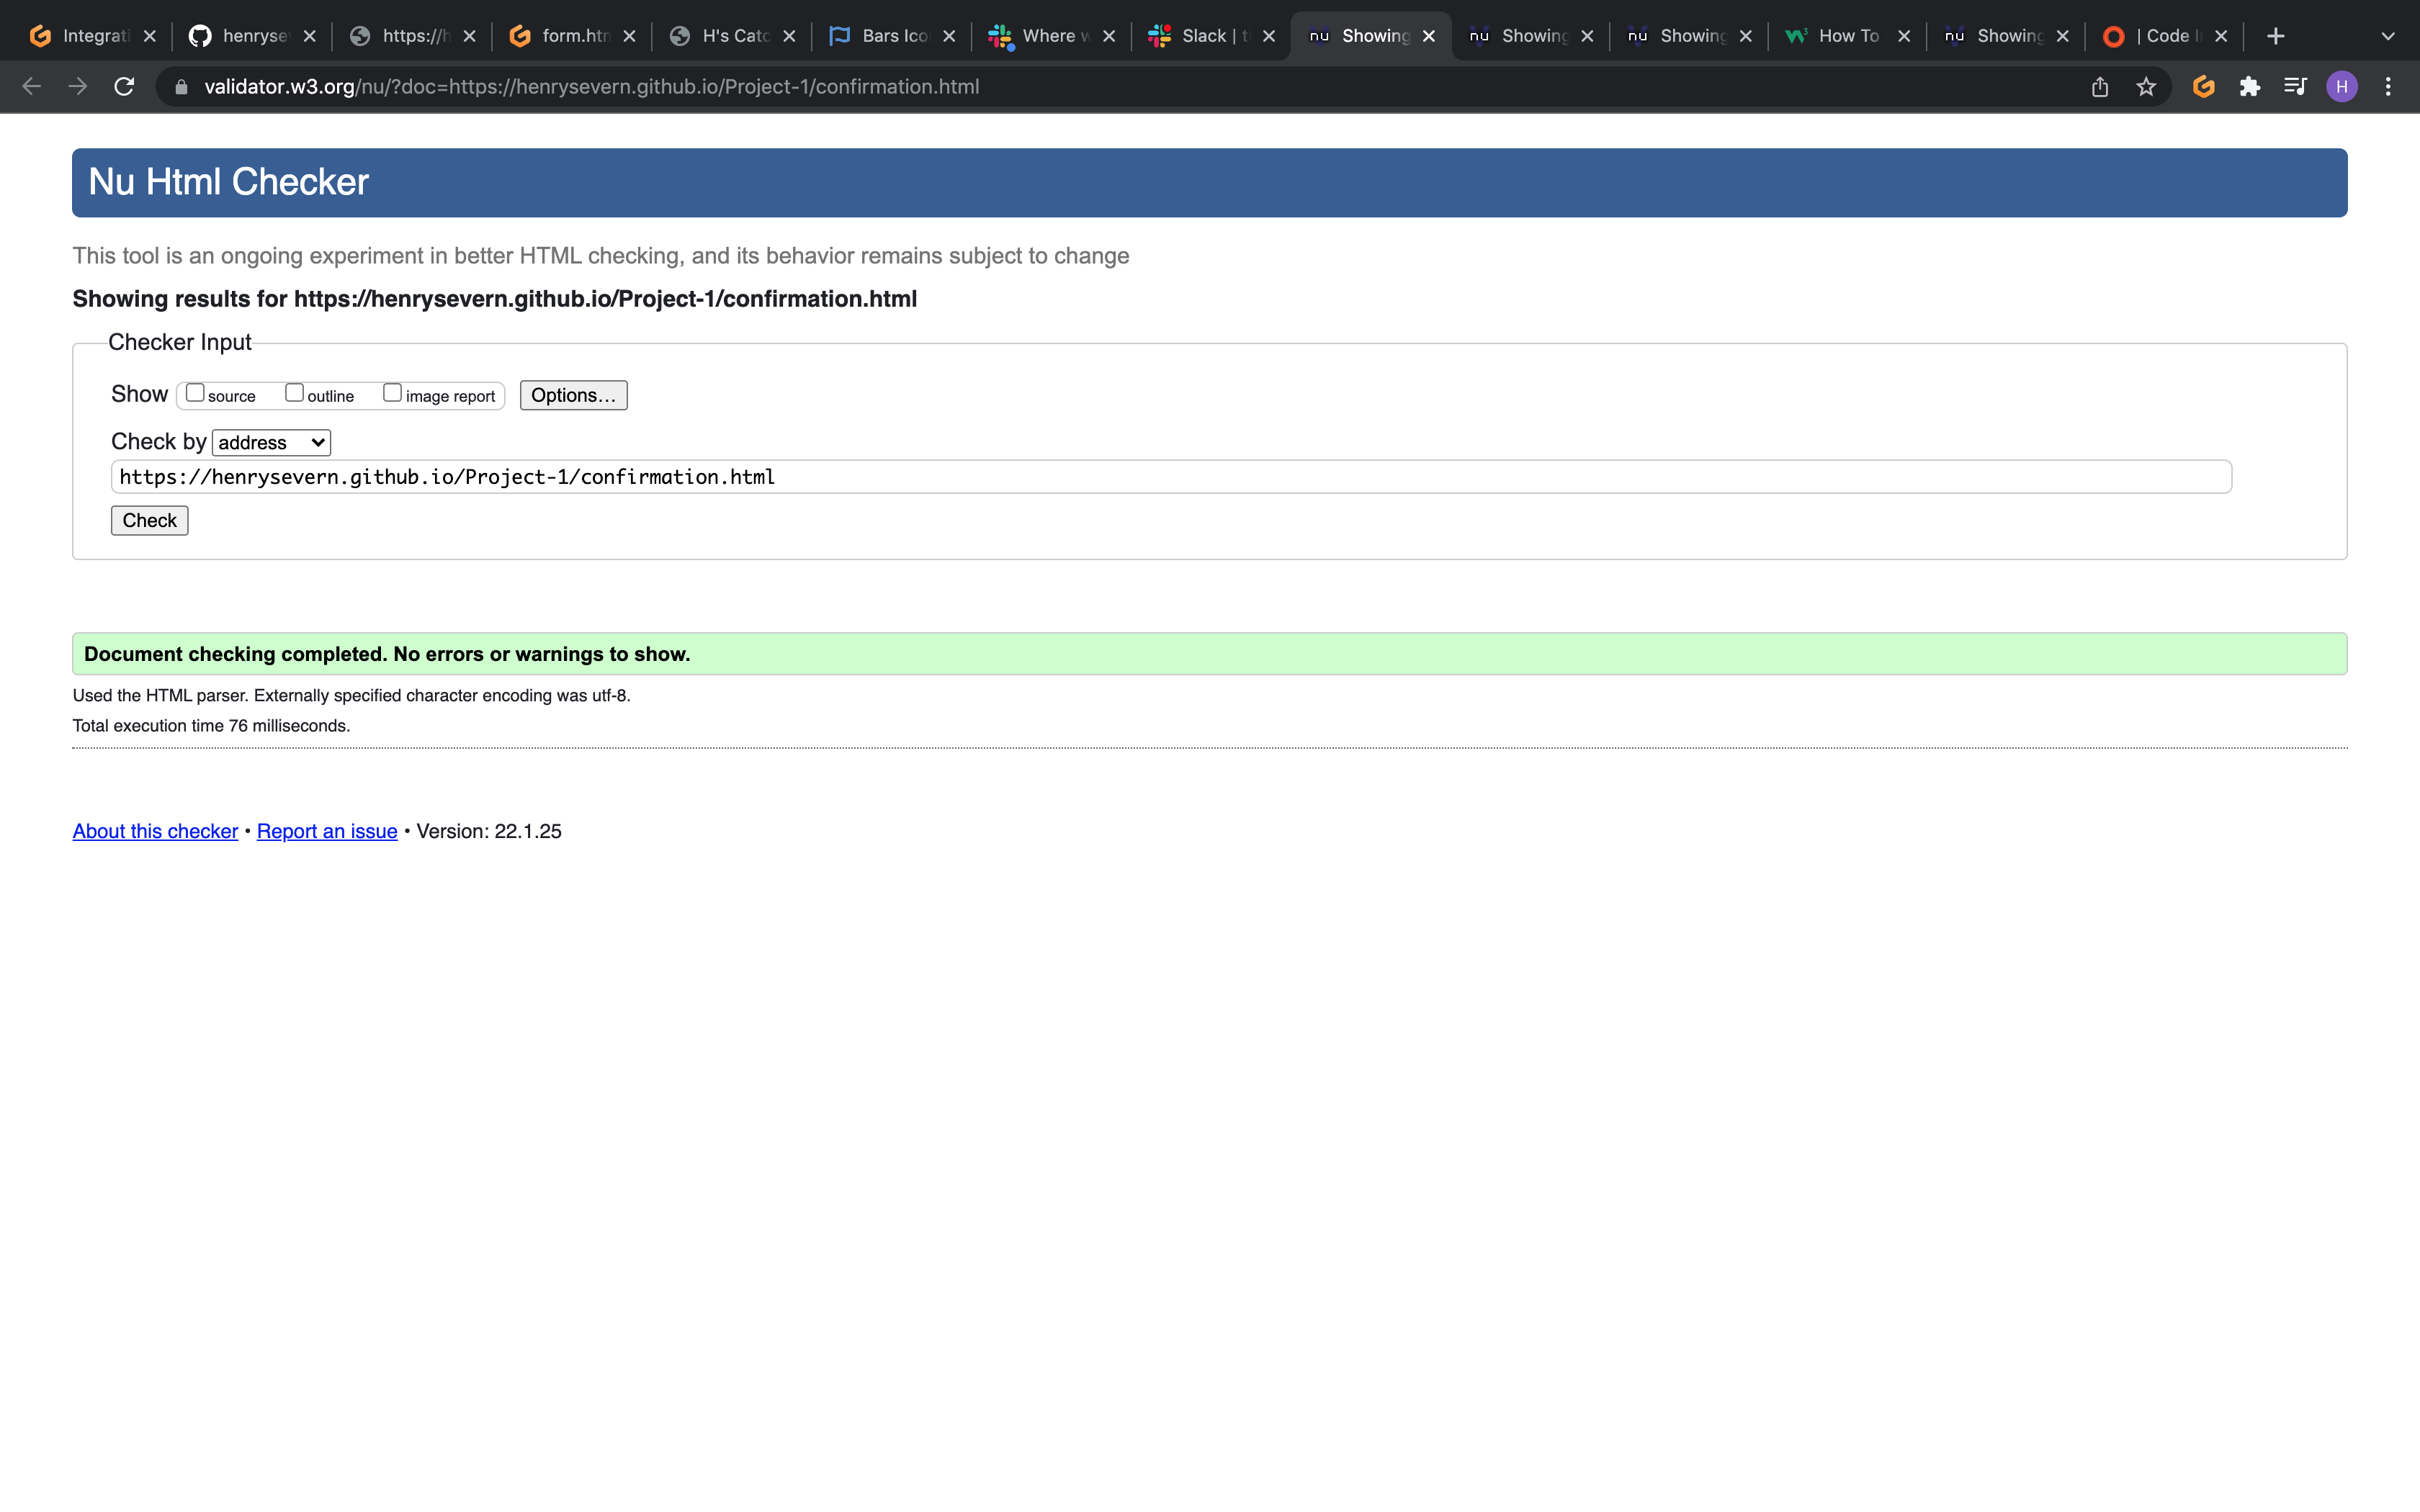 Integrati henryse https:// form.htm H's Catc Bars Ico Where w Slack | t Showing Showing Showing How To Showing | Code I
validator.w3.org/nu/?doc=https://henrysevern.github.io/Project-1/confirmation.html H
Nu Html Checker
This tool is an ongoing experiment in better HTML checking, and its behavior remains subject to change
Showing results for https://henrysevern.github.io/Project-1/confirmation.html
Checker Input
Show source outline image report Options...
Check by address
https://henrysevern.github.io/Project-1/confirmation.html
Check
Document checking completed. No errors or warnings to show.
Used the HTML parser. Externally specified character encoding was utf-8.
Total execution time 76 milliseconds.
About this checker • Report an issue • Version: 22.1.25